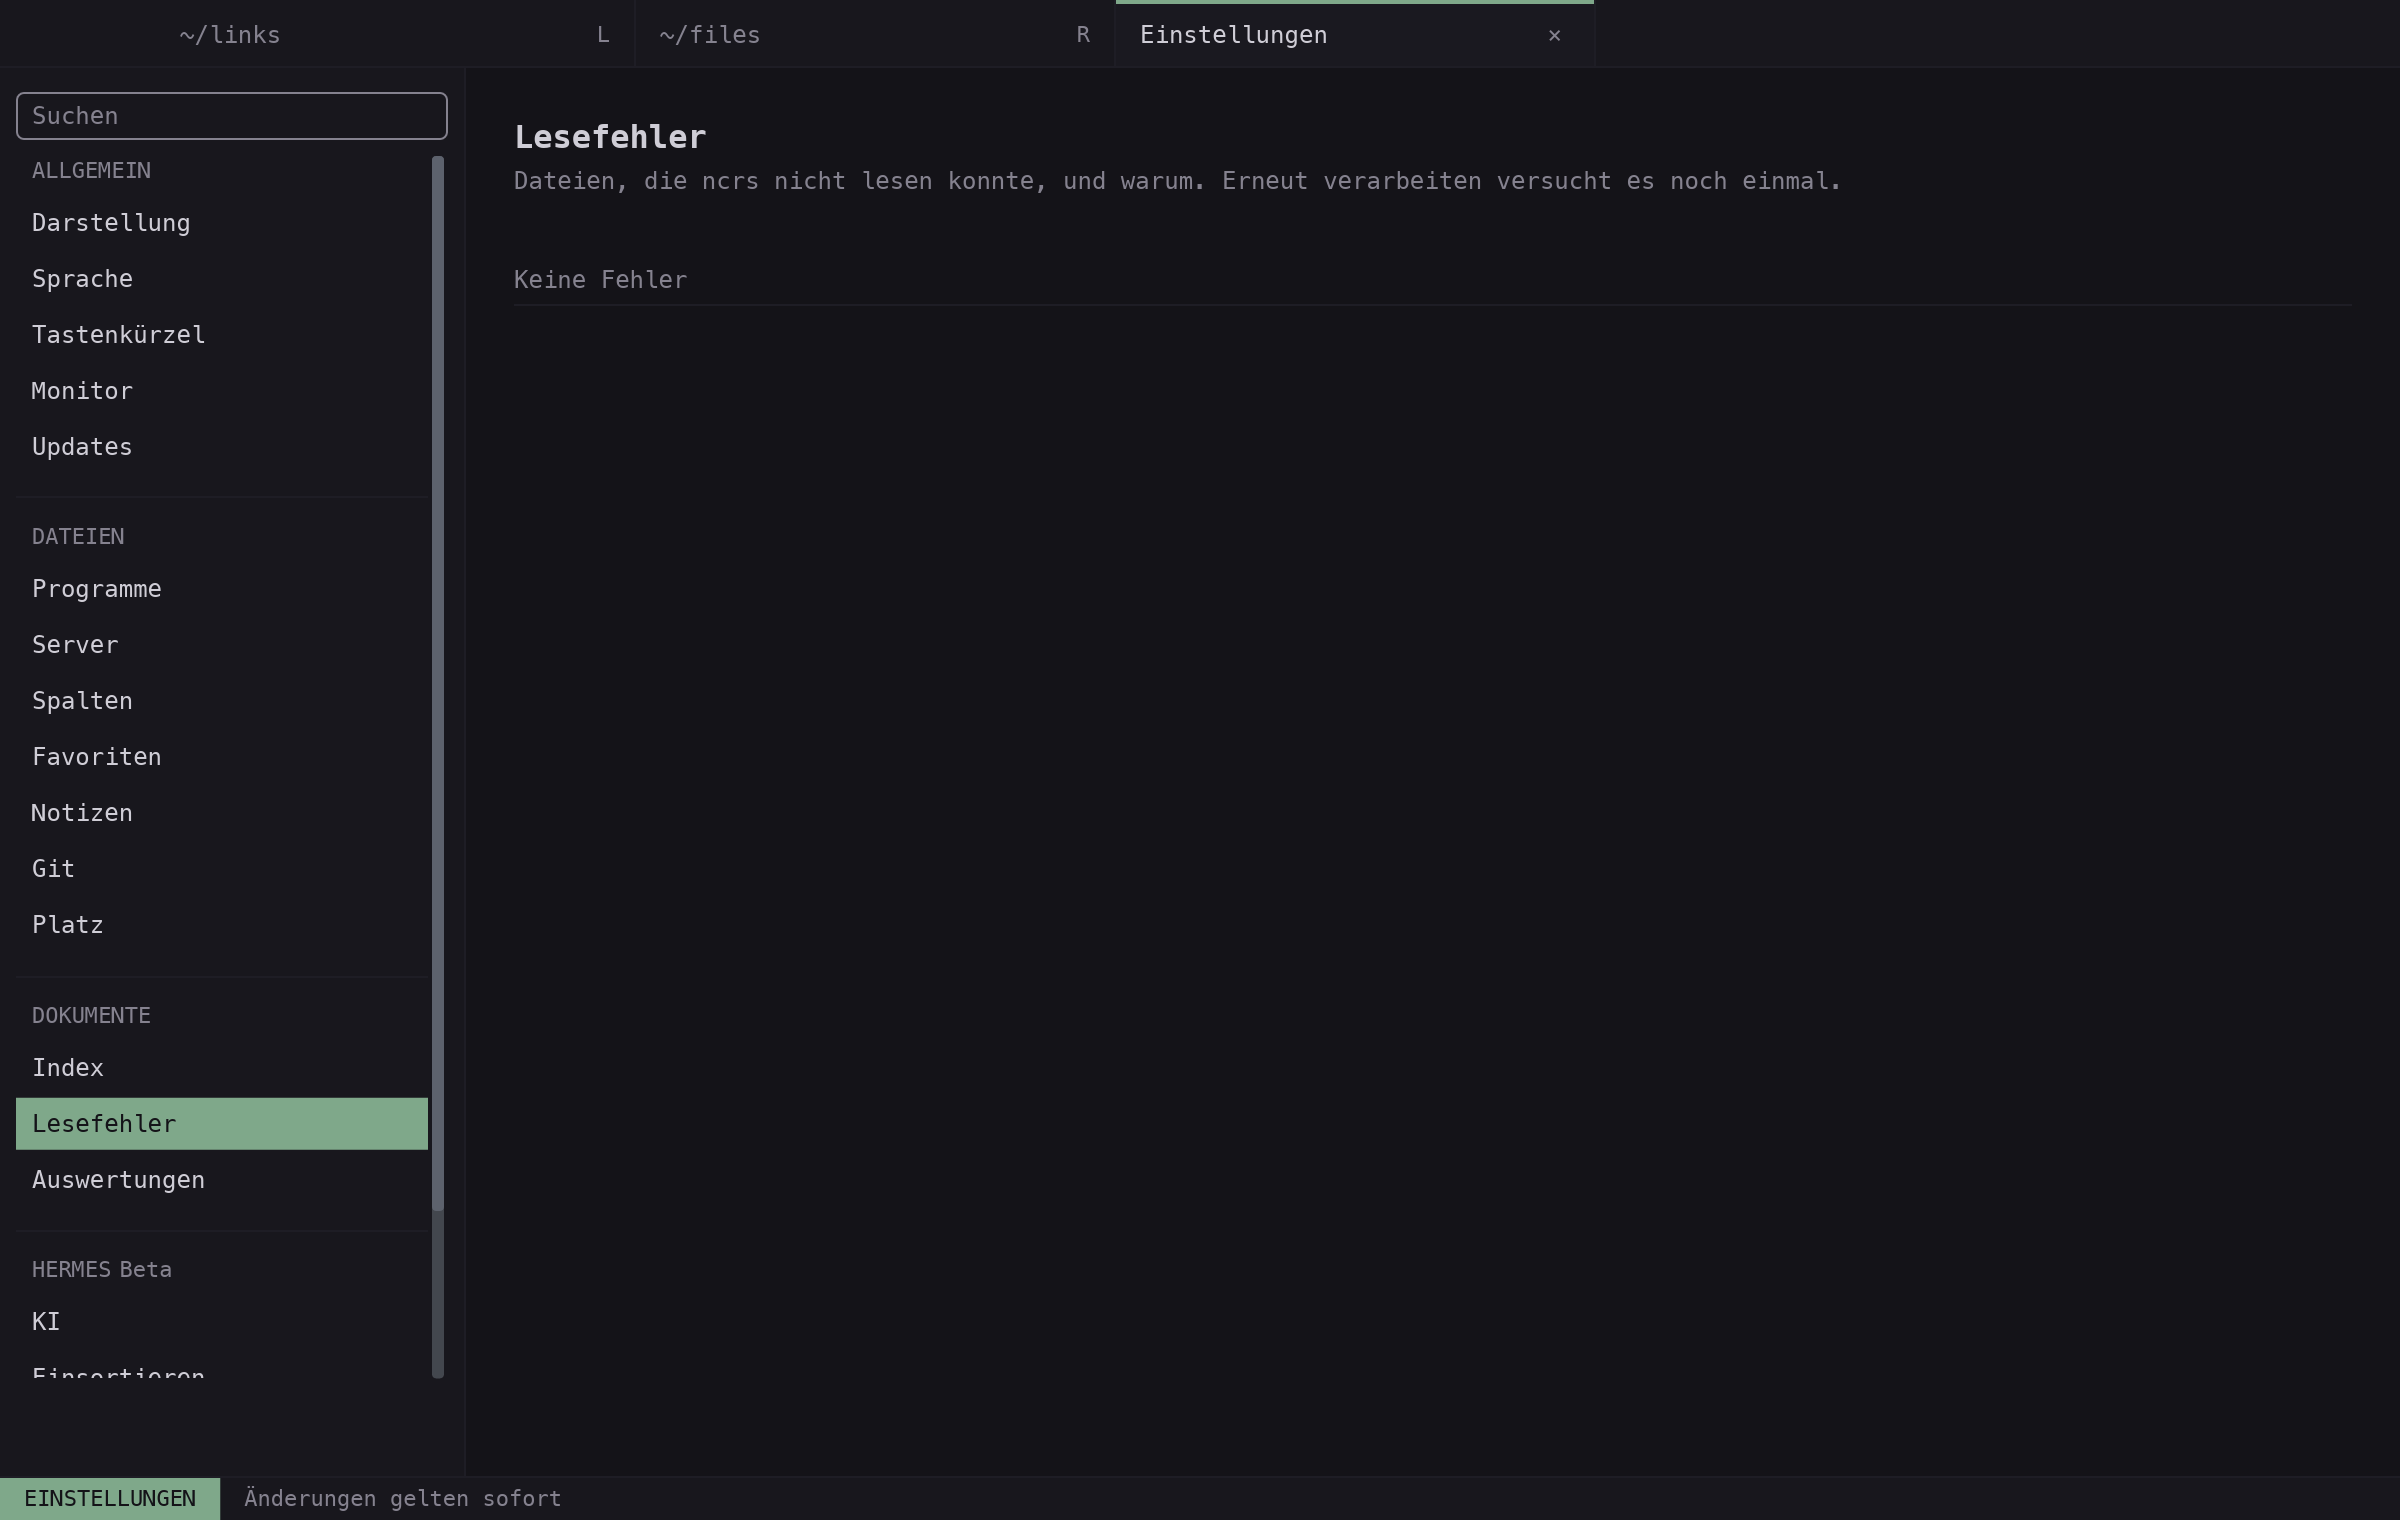 ~/links L ~/files R Einstellungen ×
Suchen
ALLGEMEIN
Darstellung
Sprache
Tastenkürzel
Monitor
Updates
DATEIEN
Programme
Server
Spalten
Favoriten
Notizen
Git
Platz
DOKUMENTE
Index
Lesefehler
Auswertungen
HERMES Beta
KI
Einsortieren
Lesefehler
Dateien, die ncrs nicht lesen konnte, und warum. Erneut verarbeiten versucht es noch einmal.
Keine Fehler
EINSTELLUNGEN Änderungen gelten sofort